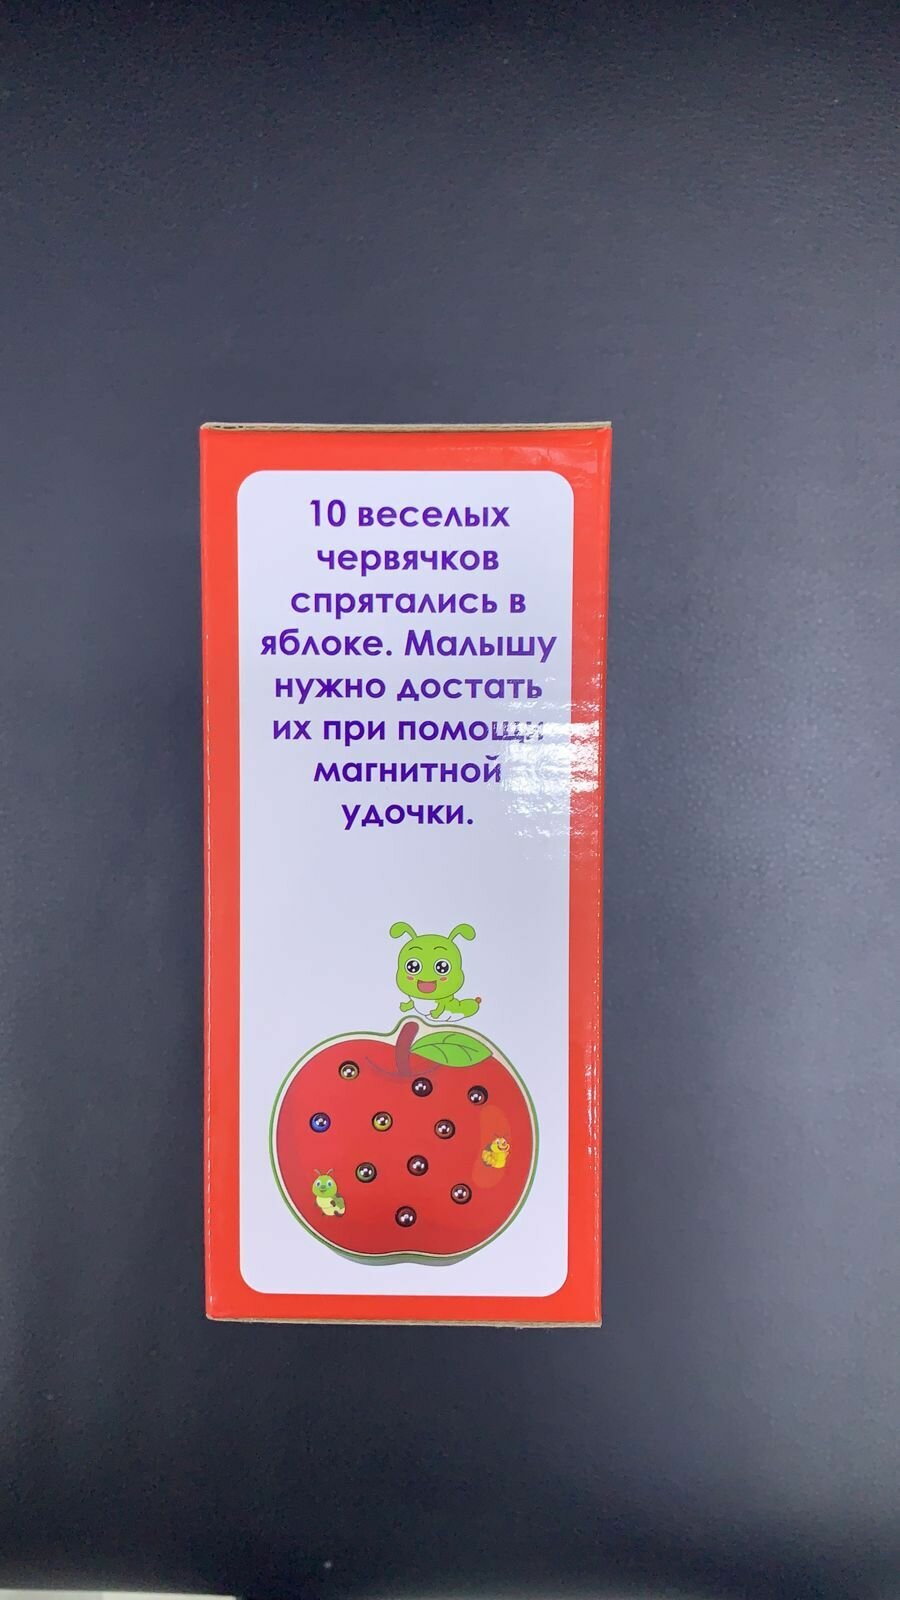 10 веселых
червячков
спрятались в
яблоке. Малышу
нужно достать
их при помощи
магнитной
удочки.